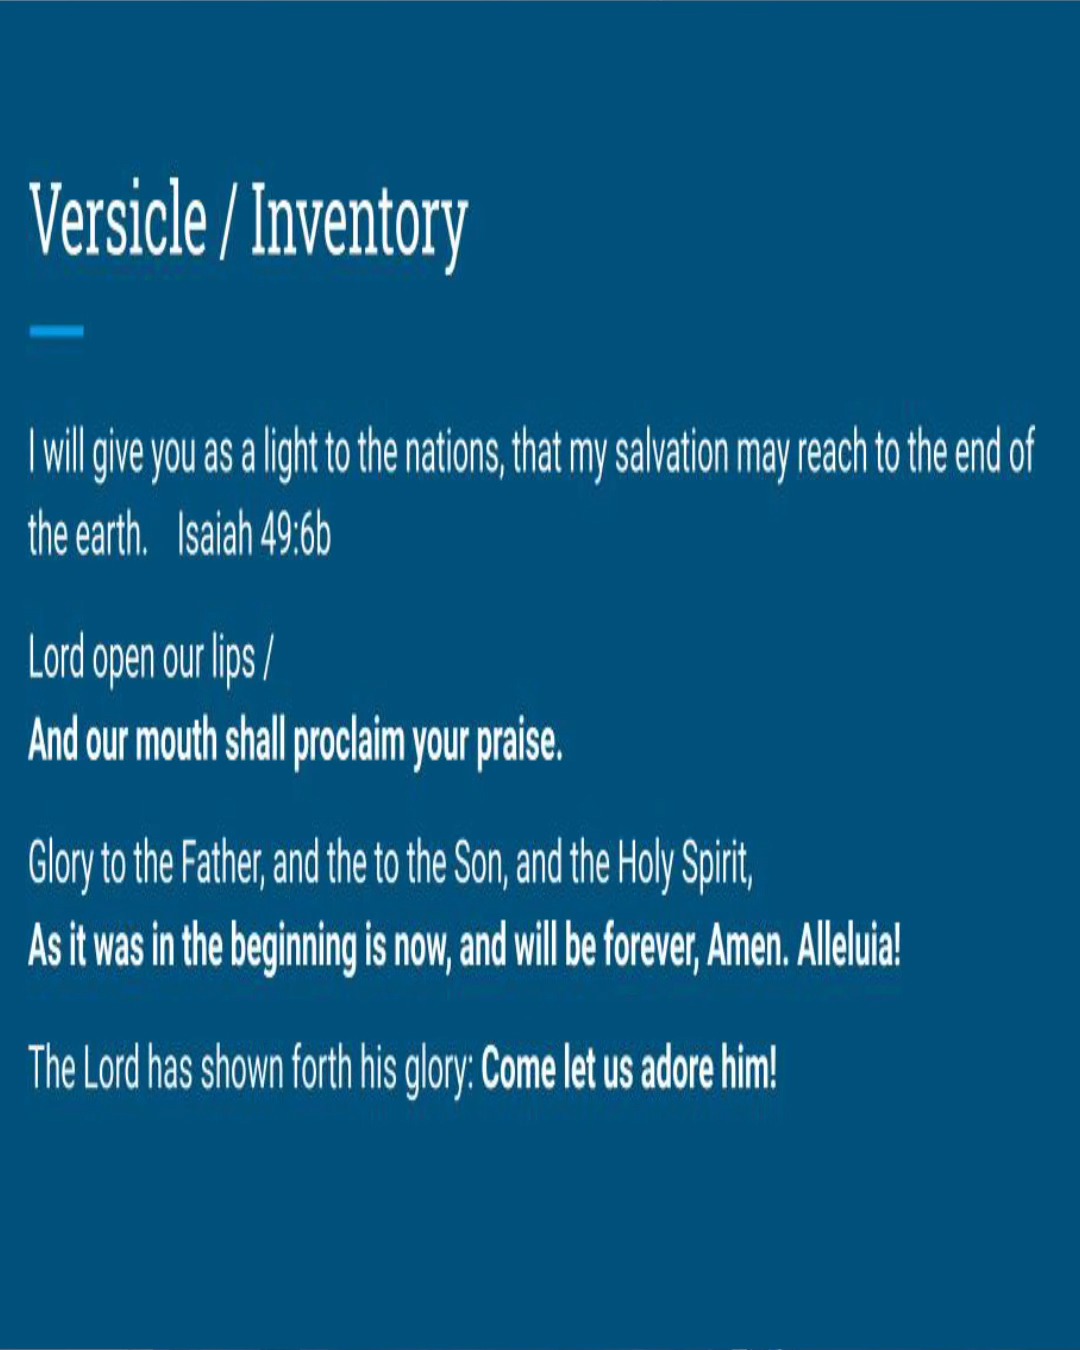 Versicle / Inventory
I will give you as a light to the nations, that my salvation may reach to the end of
the earth. Isaiah 49:6b
Lord open our lips /
And our mouth shall proclaim your praise.
Glory to the Father, and the to the Son, and the Holy Spirit,
As it was in the beginning is now, and will be forever, Amen. Alleluia!
The Lord has shown forth his glory: Come let us adore him!